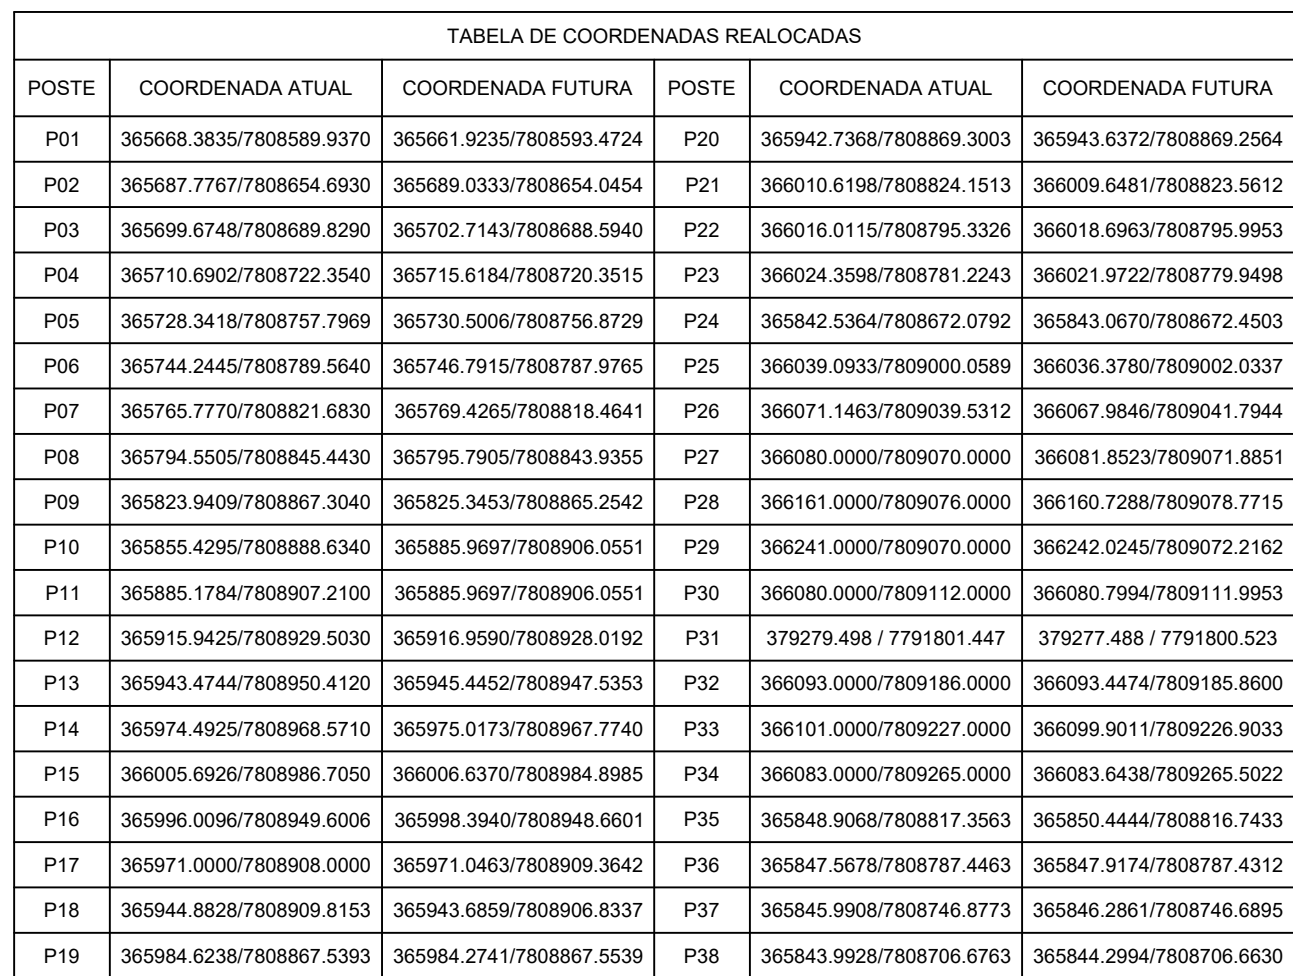 TABELA DE COORDENADAS REALOCADAS
POSTE COORDENADA ATUAL COORDENADA FUTURA POSTE COORDENADA ATUAL COORDENADA FUTURA
P01 365668.3835/7808589.9370 365661.9235/7808593.4724 P20 365942.7368/7808869.3003 365943.6372/7808869.2564
P02 365687.7767/7808654.6930 365689.0333/7808654.0454 P21 366010.6198/7808824.1513 366009.6481/7808823.5612
P03 365699.6748/7808689.8290 365702.7143/7808688.5940 P22 366016.0115/7808795.3326 366018.6963/7808795.9953
P04 365710.6902/7808722.3540 365715.6184/7808720.3515 P23 366024.3598/7808781.2243 366021.9722/7808779.9498
P05 365728.3418/7808757.7969 365730.5006/7808756.8729 P24 365842.5364/7808672.0792 365843.0670/7808672.4503
P06 365744.2445/7808789.5640 365746.7915/7808787.9765 P25 366039.0933/7809000.0589 366036.3780/7809002.0337
P07 365765.7770/7808821.6830 365769.4265/7808818.4641 P26 366071.1463/7809039.5312 366067.9846/7809041.7944
P08 365794.5505/7808845.4430 365795.7905/7808843.9355 P27 366080.0000/7809070.0000 366081.8523/7809071.8851
P09 365823.9409/7808867.3040 365825.3453/7808865.2542 P28 366161.0000/7809076.0000 366160.7288/7809078.7715
P10 365855.4295/7808888.6340 365885.9697/7808906.0551 P29 366241.0000/7809070.0000 366242.0245/7809072.2162
P11 365885.1784/7808907.2100 365885.9697/7808906.0551 P30 366080.0000/7809112.0000 366080.7994/7809111.9953
P12 365915.9425/7808929.5030 365916.9590/7808928.0192 P31 379279.498 / 7791801.447 379277.488 / 7791800.523
P13 365943.4744/7808950.4120 365945.4452/7808947.5353 P32 366093.0000/7809186.0000 366093.4474/7809185.8600
P14 365974.4925/7808968.5710 365975.0173/7808967.7740 P33 366101.0000/7809227.0000 366099.9011/7809226.9033
P15 366005.6926/7808986.7050 366006.6370/7808984.8985 P34 366083.0000/7809265.0000 366083.6438/7809265.5022
P16 365996.0096/7808949.6006 365998.3940/7808948.6601 P35 365848.9068/7808817.3563 365850.4444/7808816.7433
P17 365971.0000/7808908.0000 365971.0463/7808909.3642 P36 365847.5678/7808787.4463 365847.9174/7808787.4312
P18 365944.8828/7808909.8153 365943.6859/7808906.8337 P37 365845.9908/7808746.8773 365846.2861/7808746.6895
P19 365984.6238/7808867.5393 365984.2741/7808867.5539 P38 365843.9928/7808706.6763 365844.2994/7808706.6630